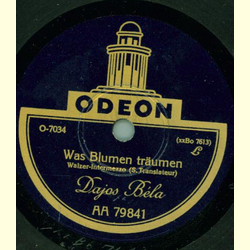 ODEON
O-7034
(xxBo 7613)
L
Was Blumen träumen
Walzer-Intermezzo (S. Translateur)
Dajos Béla
AA 79841